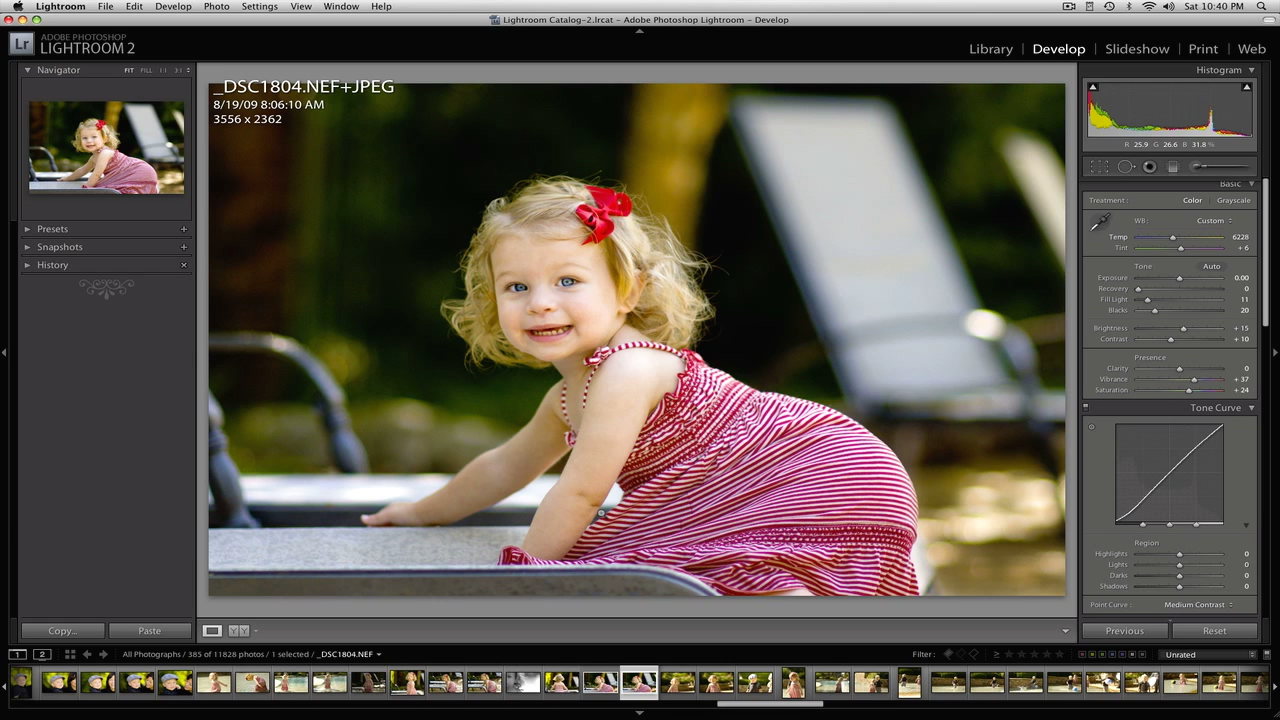 Lightroom File Edit Develop Photo Settings View Window Help Sat 10:40 PM
Lightroom Catalog-2.lrcat – Adobe Photoshop Lightroom – Develop
Lr ADOBE PHOTOSHOP
LIGHTROOM 2
Library | Develop | Slideshow | Print | Web
Navigator FIT FILL 1:1 3:1
Histogram
_DSC1804.NEF+JPEG
8/19/09 8:06:10 AM
3556 x 2362
R 25.9 G 26.6 B 31.8 %
Basic
Treatment: Color Grayscale
WB: Custom
Temp 6228
Tint + 6
Presets +
Snapshots +
History ×
Tone Auto
Exposure 0.00
Recovery 0
Fill Light 11
Blacks 20
Brightness + 15
Contrast + 10
Presence
Clarity 0
Vibrance + 37
Saturation + 24
Tone Curve
Region
Highlights 0
Lights 0
Darks 0
Shadows 0
Point Curve: Medium Contrast
Copy... Paste
Previous Reset
1 2 All Photographs / 385 of 11828 photos / 1 selected / _DSC1804.NEF
Filter: Unrated